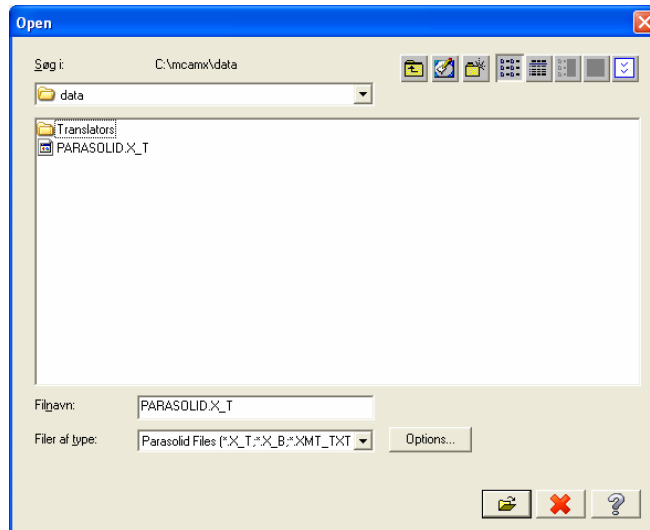 Open
Søg i: C:\mcamx\data
data
Translators
PARASOLID.X_T
Filnavn: PARASOLID.X_T
Filer af type: Parasolid Files (*.X_T;*.X_B;*.XMT_TXT Options...